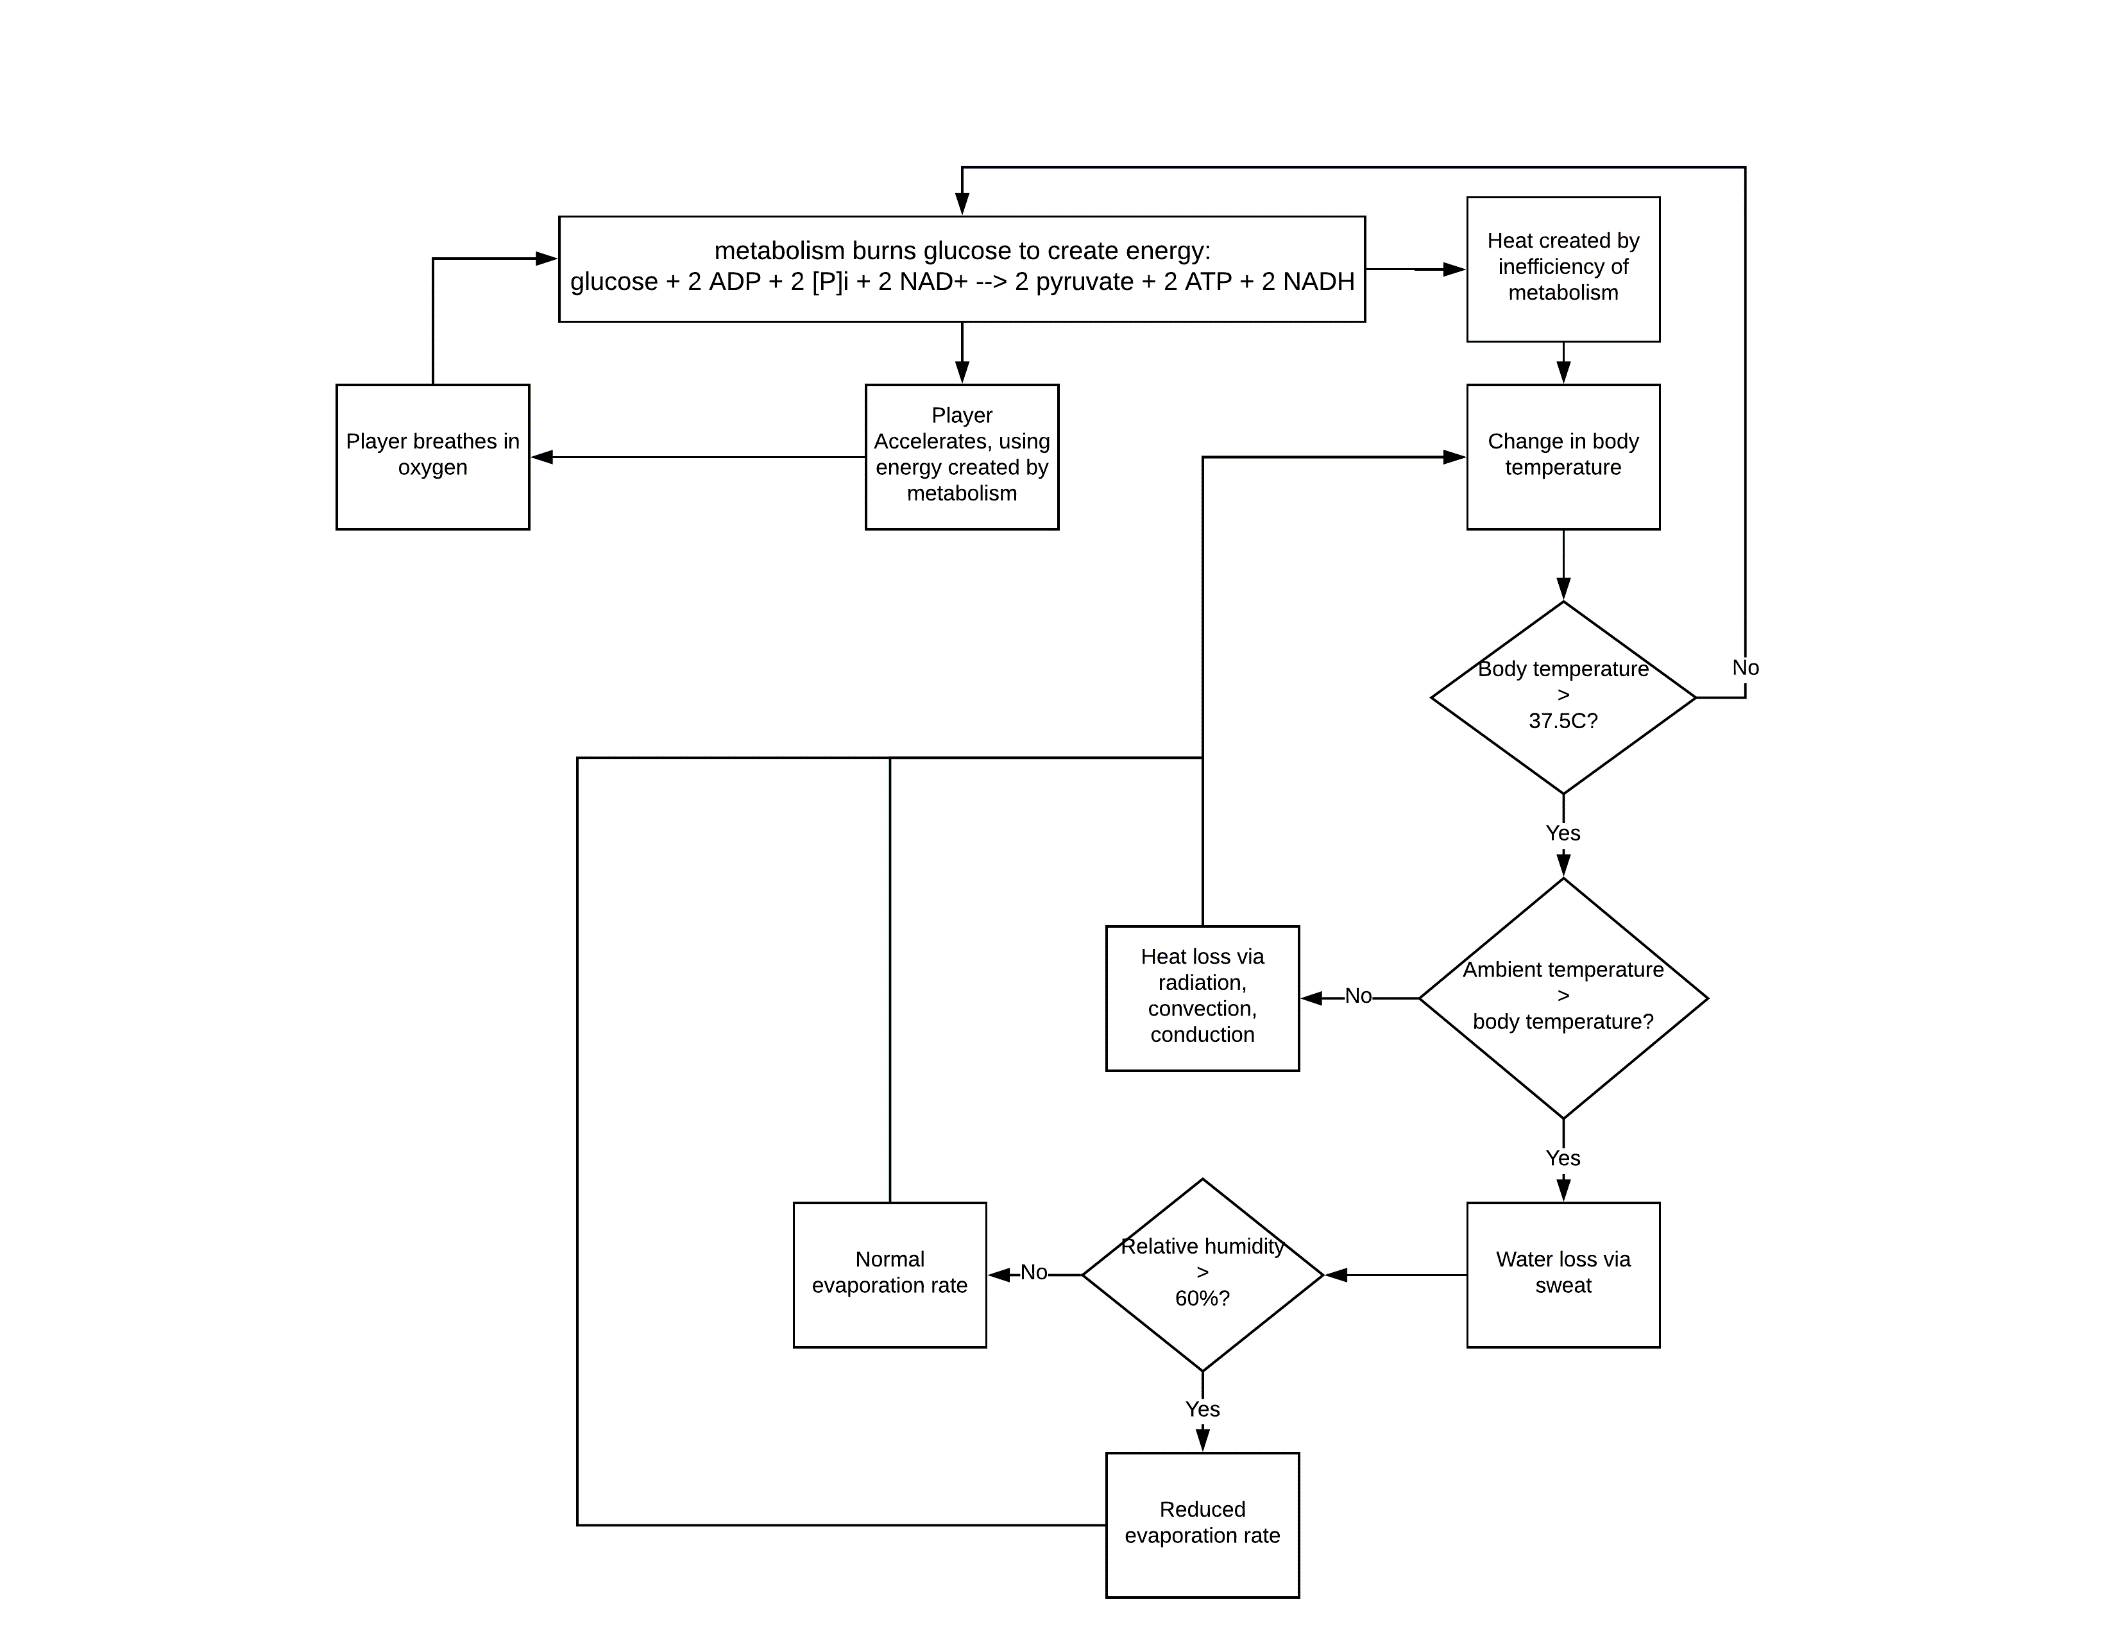 metabolism burns glucose to create energy:
glucose + 2 ADP + 2 [P]i + 2 NAD+ --> 2 pyruvate + 2 ATP + 2 NADH
Heat created by
inefficiency of
metabolism
Player breathes in
oxygen
Player
Accelerates, using
energy created by
metabolism
Change in body
temperature
Body temperature
>
37.5C?
No
Yes
Ambient temperature
>
body temperature?
No
Heat loss via
radiation,
convection,
conduction
Yes
Water loss via
sweat
Relative humidity
>
60%?
No
Normal
evaporation rate
Yes
Reduced
evaporation rate